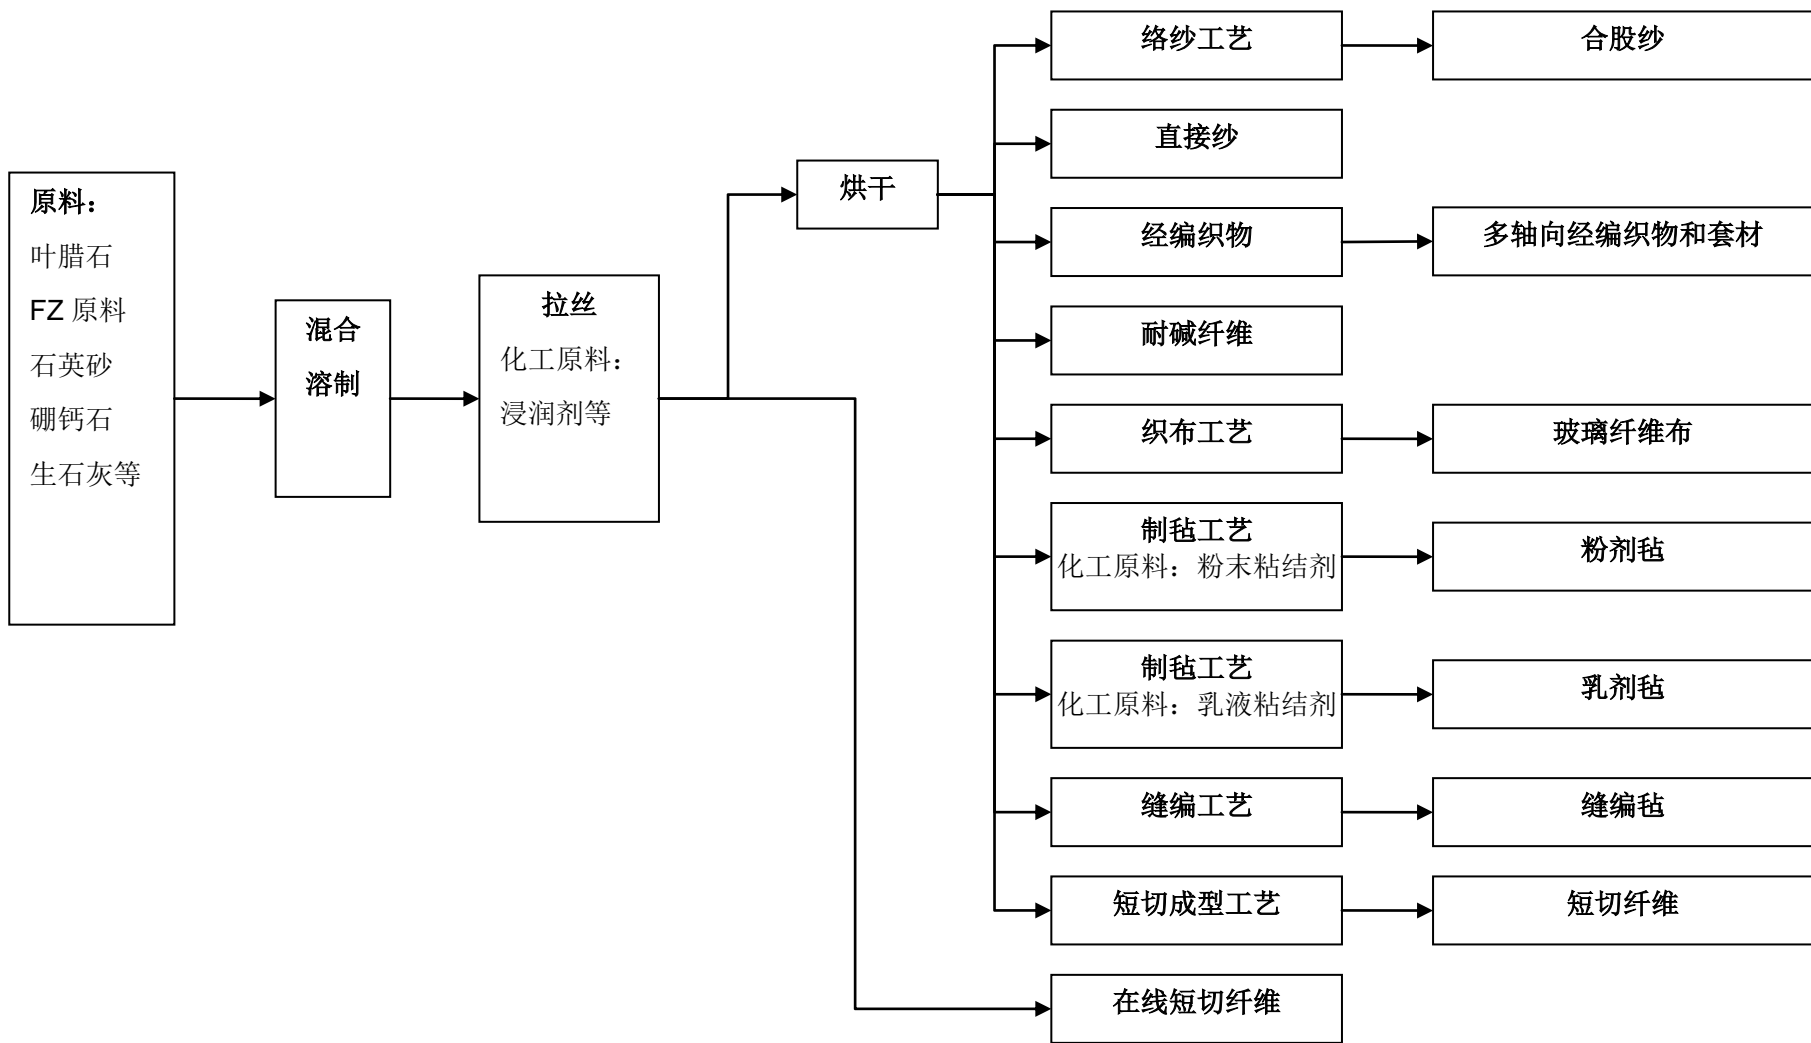 原料：
叶腊石
FZ 原料
石英砂
硼钙石
生石灰等
混合
溶制
拉丝
化工原料：
浸润剂等
烘干
络纱工艺
合股纱
直接纱
经编织物
多轴向经编织物和套材
耐碱纤维
织布工艺
玻璃纤维布
制毡工艺
化工原料：粉末粘结剂
粉剂毡
制毡工艺
化工原料：乳液粘结剂
乳剂毡
缝编工艺
缝编毡
短切成型工艺
短切纤维
在线短切纤维